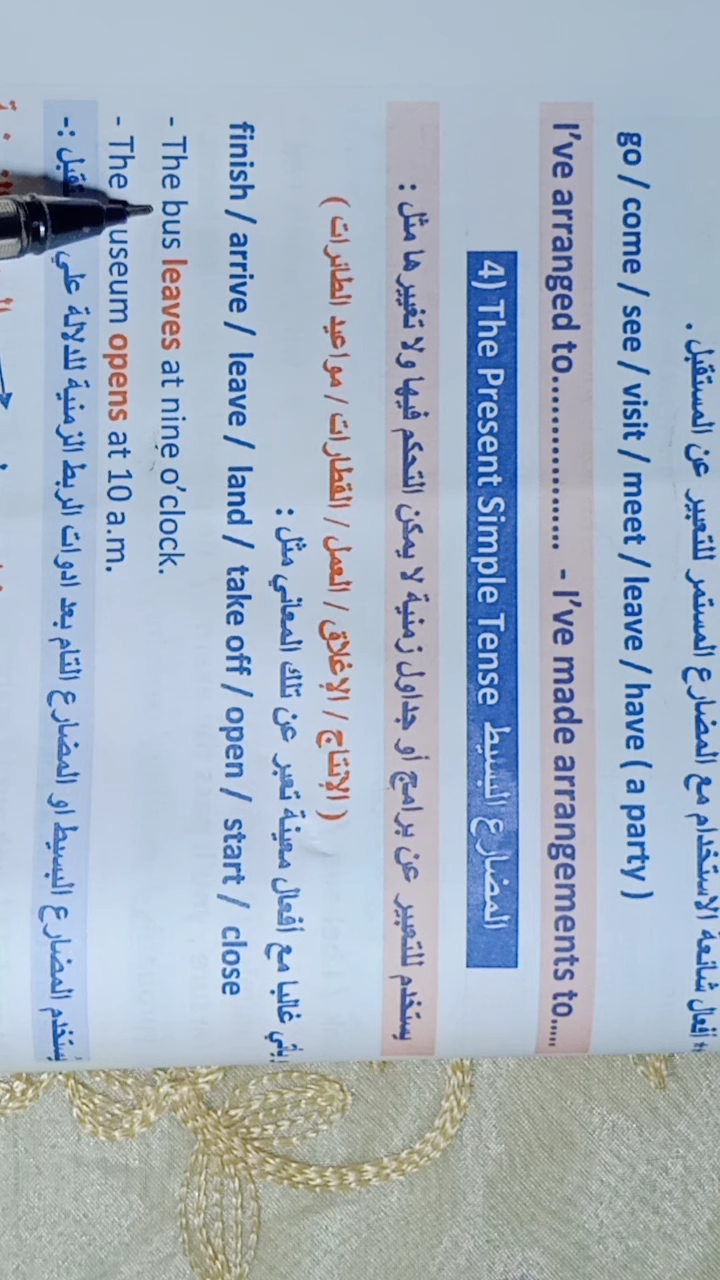 أفعال شائعة الاستخدام مع المضارع المستمر للتعبير عن المستقبل .
go / come / see / visit / meet / leave / have ( a party )
I've arranged to................. - I've made arrangements to.....
4) The Present Simple Tense المضارع البسيط
يستخدم للتعبير عن برامج أو جداول زمنية لا يمكن التحكم فيها ولا تغيير ها مثل :
( الإنتاج / الإغلاق / العمل / القطارات / مواعيد الطائرات )
يأتي غالبا مع أفعال معينة تعبر عن تلك المعاني مثل :
finish / arrive / leave / land / take off / open / start / close
- The bus leaves at nine o'clock.
- The useum opens at 10 a.m.
يستخدم المضارع البسيط او المضارع التام بعد ادوات الربط الزمنية للدلالة علي -: